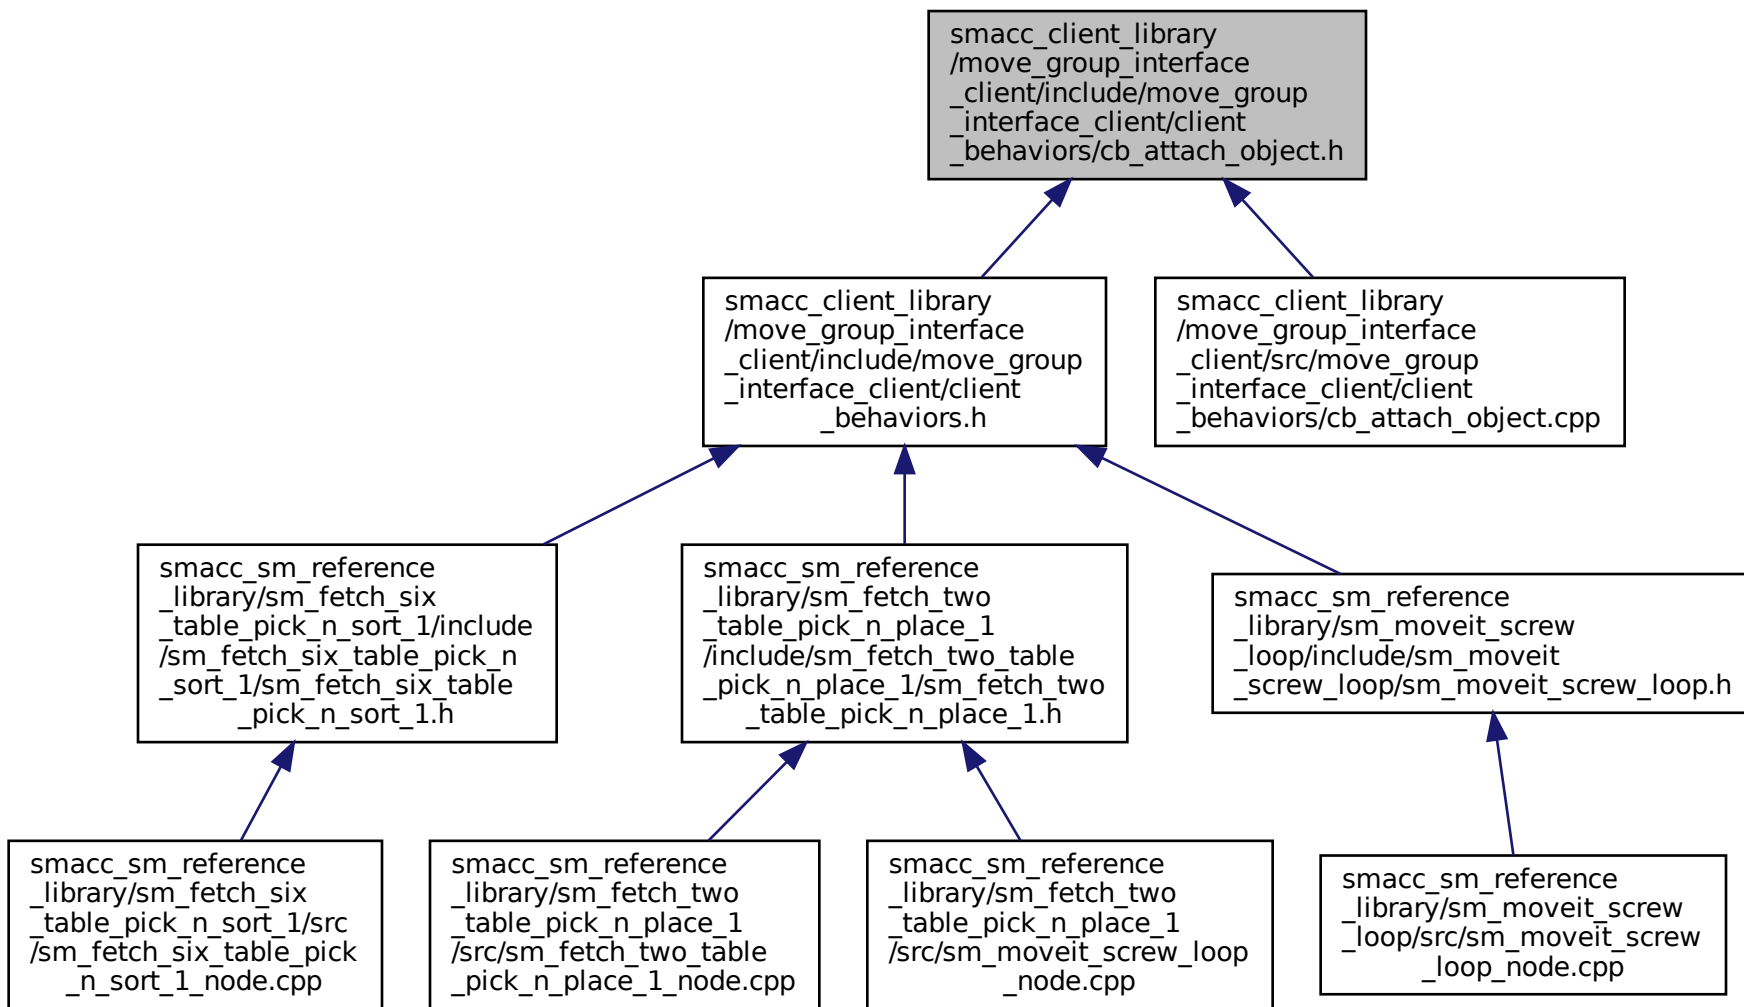 smacc_client_library
/move_group_interface
_client/include/move_group
_interface_client/client
_behaviors/cb_attach_object.h
smacc_client_library
/move_group_interface
_client/include/move_group
_interface_client/client
_behaviors.h
smacc_client_library
/move_group_interface
_client/src/move_group
_interface_client/client
_behaviors/cb_attach_object.cpp
smacc_sm_reference
_library/sm_fetch_six
_table_pick_n_sort_1/include
/sm_fetch_six_table_pick_n
_sort_1/sm_fetch_six_table
_pick_n_sort_1.h
smacc_sm_reference
_library/sm_fetch_two
_table_pick_n_place_1
/include/sm_fetch_two_table
_pick_n_place_1/sm_fetch_two
_table_pick_n_place_1.h
smacc_sm_reference
_library/sm_moveit_screw
_loop/include/sm_moveit
_screw_loop/sm_moveit_screw_loop.h
smacc_sm_reference
_library/sm_fetch_six
_table_pick_n_sort_1/src
/sm_fetch_six_table_pick
_n_sort_1_node.cpp
smacc_sm_reference
_library/sm_fetch_two
_table_pick_n_place_1
/src/sm_fetch_two_table
_pick_n_place_1_node.cpp
smacc_sm_reference
_library/sm_fetch_two
_table_pick_n_place_1
/src/sm_moveit_screw_loop
_node.cpp
smacc_sm_reference
_library/sm_moveit_screw
_loop/src/sm_moveit_screw
_loop_node.cpp